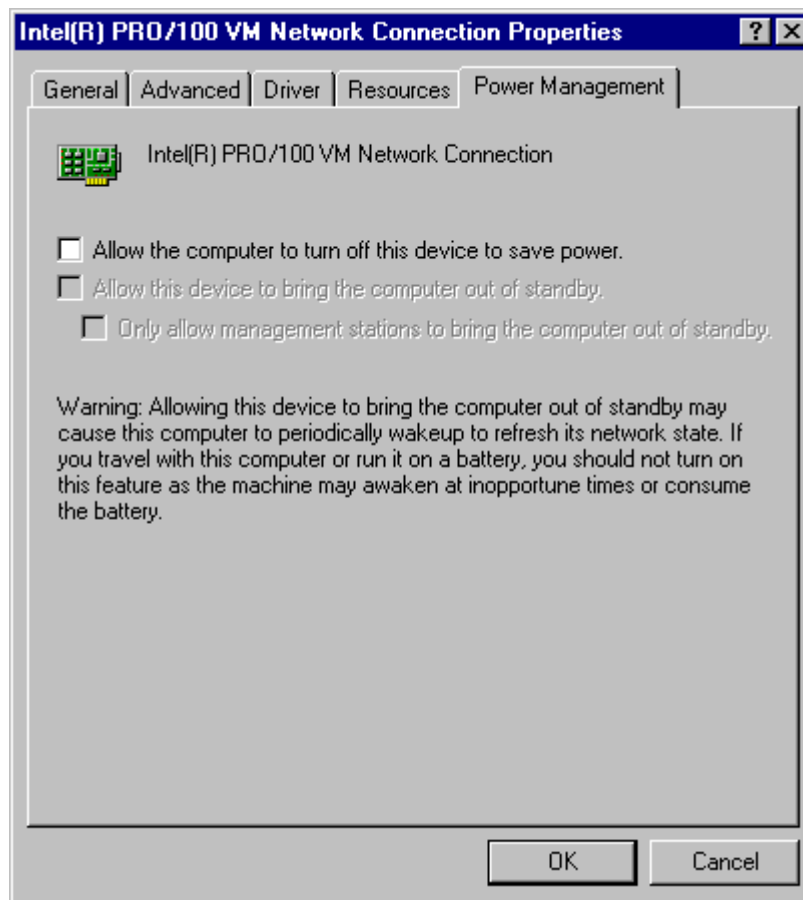 Intel(R) PRO/100 VM Network Connection Properties
General Advanced Driver Resources Power Management
Intel(R) PRO/100 VM Network Connection
Allow the computer to turn off this device to save power.
Allow this device to bring the computer out of standby.
Only allow management stations to bring the computer out of standby.
Warning: Allowing this device to bring the computer out of standby may
cause this computer to periodically wakeup to refresh its network state. If
you travel with this computer or run it on a battery, you should not turn on
this feature as the machine may awaken at inopportune times or consume
the battery.
OK Cancel